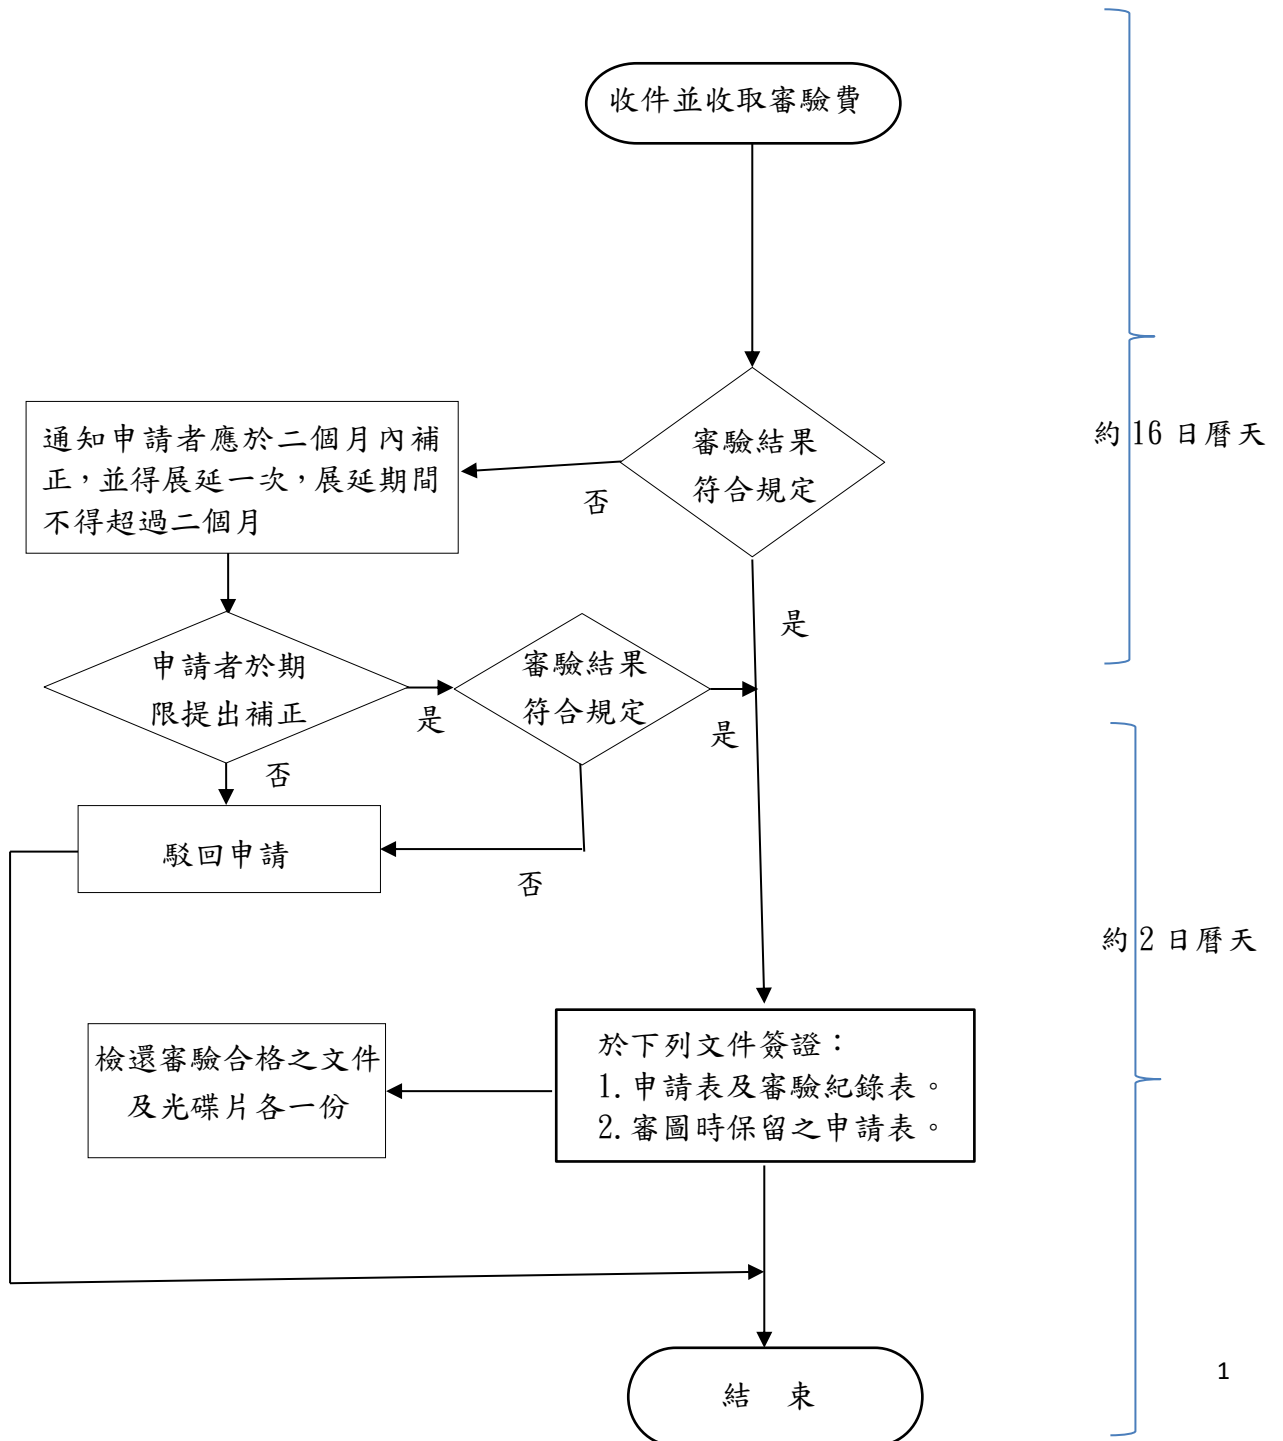 收件並收取審驗費
審驗結果
符合規定
約16日曆天
通知申請者應於二個月內補
正，並得展延一次，展延期間
不得超過二個月
否
是
申請者於期
限提出補正
是
審驗結果
符合規定
是
否
駁回申請
否
約2日曆天
於下列文件簽證：
1.申請表及審驗紀錄表。
2.審圖時保留之申請表。
檢還審驗合格之文件
及光碟片各一份
結 束
1